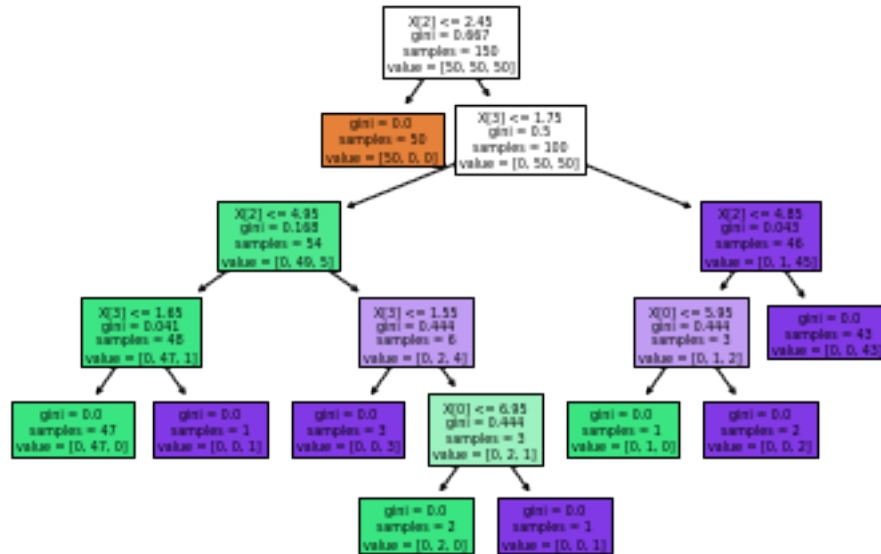 X[2] <= 2.45
gini = 0.667
samples = 150
value = [50, 50, 50]
gini = 0.0
samples = 50
value = [50, 0, 0]
X[3] <= 1.75
gini = 0.5
samples = 100
value = [0, 50, 50]
X[2] <= 4.95
gini = 0.168
samples = 54
value = [0, 49, 5]
X[2] <= 4.85
gini = 0.043
samples = 46
value = [0, 1, 45]
X[3] <= 1.65
gini = 0.041
samples = 48
value = [0, 47, 1]
X[3] <= 1.55
gini = 0.444
samples = 6
value = [0, 2, 4]
X[0] <= 5.95
gini = 0.444
samples = 3
value = [0, 1, 2]
gini = 0.0
samples = 43
value = [0, 0, 43]
gini = 0.0
samples = 47
value = [0, 47, 0]
gini = 0.0
samples = 1
value = [0, 0, 1]
gini = 0.0
samples = 3
value = [0, 0, 3]
X[0] <= 6.95
gini = 0.444
samples = 3
value = [0, 2, 1]
gini = 0.0
samples = 1
value = [0, 1, 0]
gini = 0.0
samples = 2
value = [0, 0, 2]
gini = 0.0
samples = 2
value = [0, 2, 0]
gini = 0.0
samples = 1
value = [0, 0, 1]